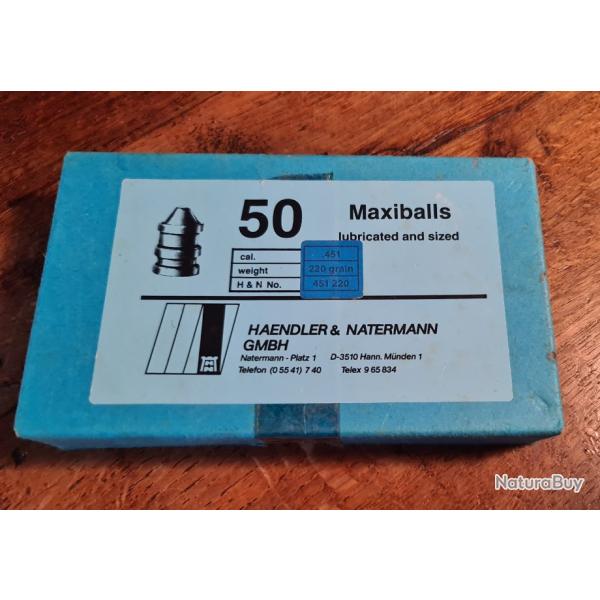 50 Maxiballs
lubricated and sized
cal. .451
weight 220 grain
H & N No. 451 220
HAENDLER & NATERMANN
GMBH
Natermann - Platz 1 D-3510 Hann. Münden 1
Telefon (0 55 41) 7 40 Telex 9 65 834
NaturaBuy